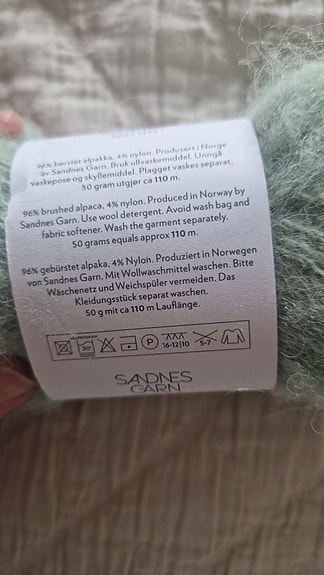 96% børstet alpakka, 4% nylon. Produsert i Norge
av Sandnes Garn. Bruk ullvaskemiddel. Unngå
vaskepose og skyllemiddel. Plagget vaskes separat.
50 gram utgjør ca 110 m.
96% brushed alpaca, 4% nylon. Produced in Norway by
Sandnes Garn. Use wool detergent. Avoid wash bag and
fabric softener. Wash the garment separately.
50 grams equals approx 110 m.
96% gebürstet alpaka, 4% Nylon. Produziert in Norwegen
von Sandnes Garn. Mit Wollwaschmittel waschen. Bitte
Wäschenetz und Weichspüler vermeiden. Das
Kleidungsstück separat waschen.
50 g mit ca 110 m Lauflänge.
30 P 16-12|10 5-7
SANDNES
GARN